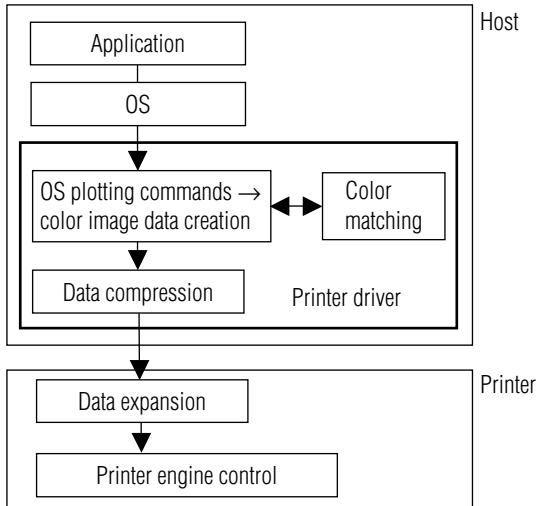 Host
Application
OS
OS plotting commands →
color image data creation
Color
matching
Data compression
Printer driver
Printer
Data expansion
Printer engine control